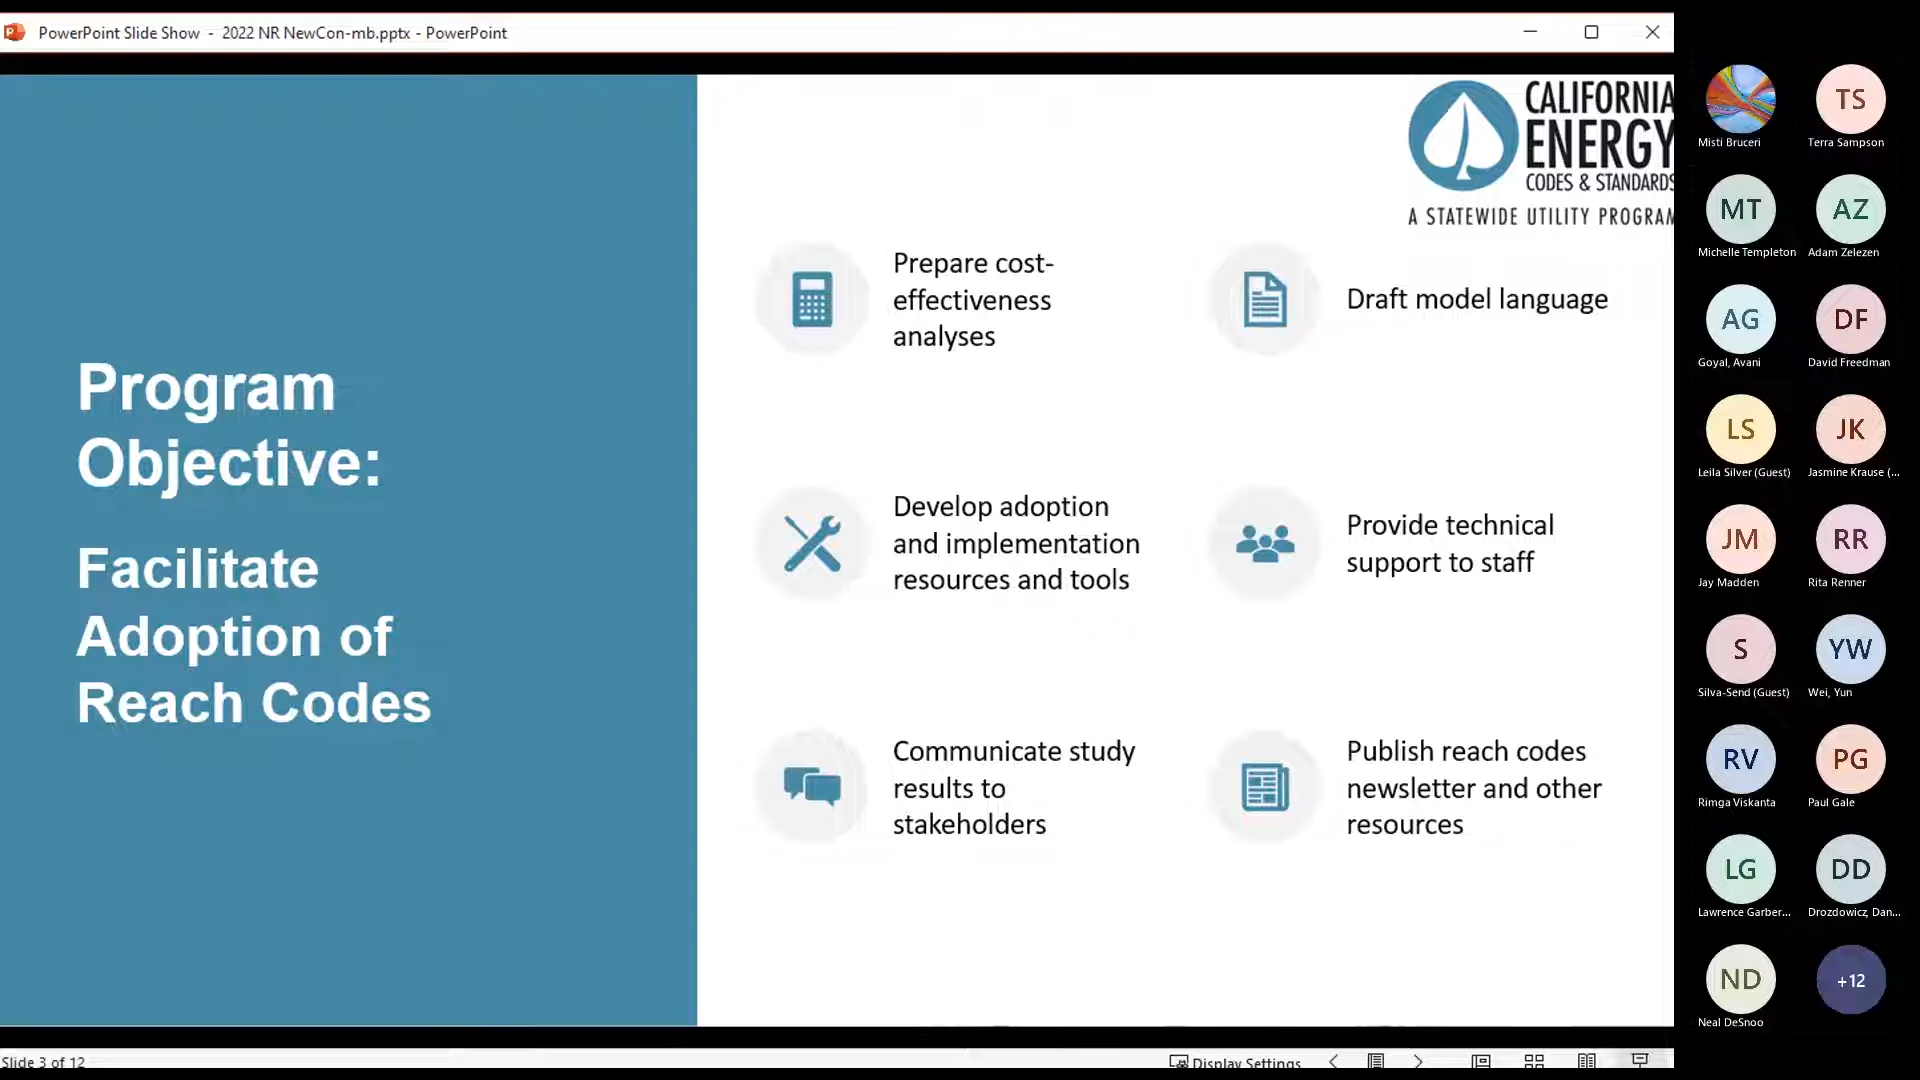 PowerPoint Slide Show - 2022 NR NewCon-mb.pptx - PowerPoint
Program
Objective:
Facilitate
Adoption of
Reach Codes
CALIFORNIA
ENERGY
CODES & STANDARDS
A STATEWIDE UTILITY PROGRAM
Prepare cost-
effectiveness
analyses
Draft model language
Develop adoption
and implementation
resources and tools
Provide technical
support to staff
Communicate study
results to
stakeholders
Publish reach codes
newsletter and other
resources
Slide 3 of 12
Display Settings
Misti Bruceri
TS
Terra Sampson
MT
Michelle Templeton
AZ
Adam Zelezen
AG
Goyal, Avani
DF
David Freedman
LS
Leila Silver (Guest)
JK
Jasmine Krause (...
JM
Jay Madden
RR
Rita Renner
S
Silva-Send (Guest)
YW
Wei, Yun
RV
Rimga Viskanta
PG
Paul Gale
LG
Lawrence Garber...
DD
Drozdowicz, Dan...
ND
Neal DeSnoo
+12